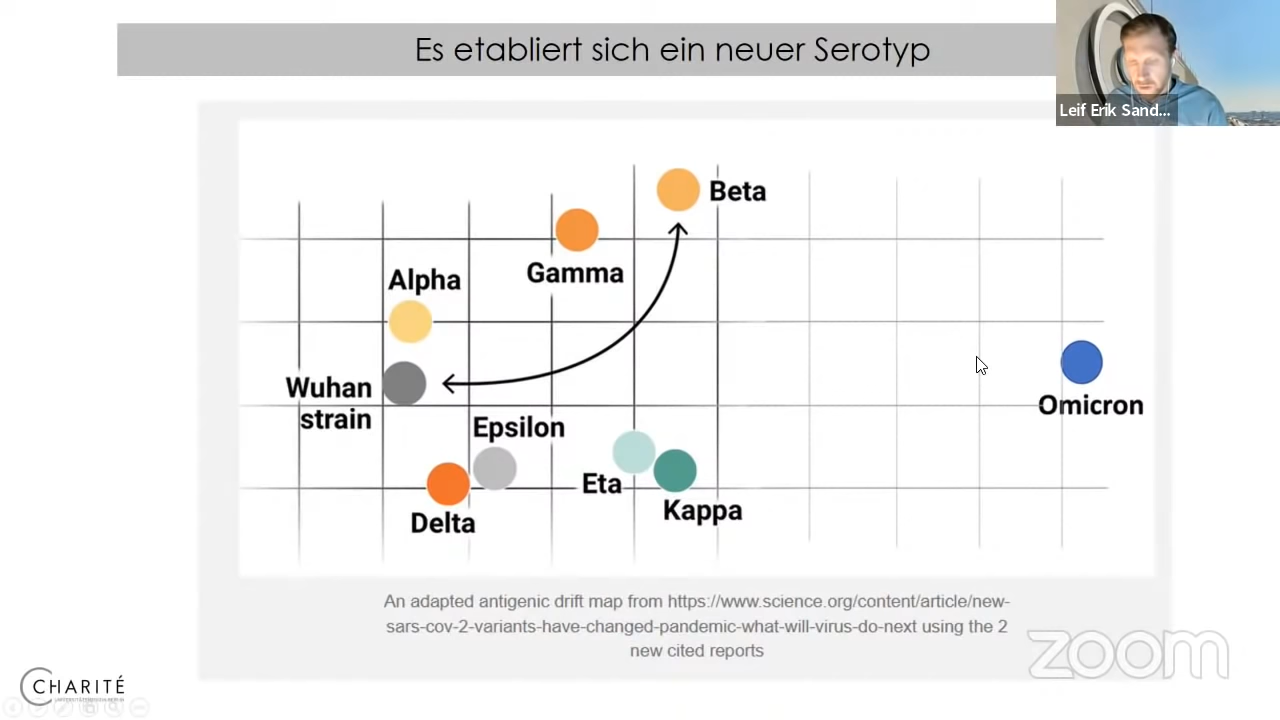 Es etabliert sich ein neuer Serotyp
Leif Erik Sand...
Beta
Gamma
Alpha
Wuhan
strain
Omicron
Epsilon
Eta
Kappa
Delta
An adapted antigenic drift map from https://www.science.org/content/article/new-
sars-cov-2-variants-have-changed-pandemic-what-will-virus-do-next using the 2
new cited reports
zoom
CHARITÉ